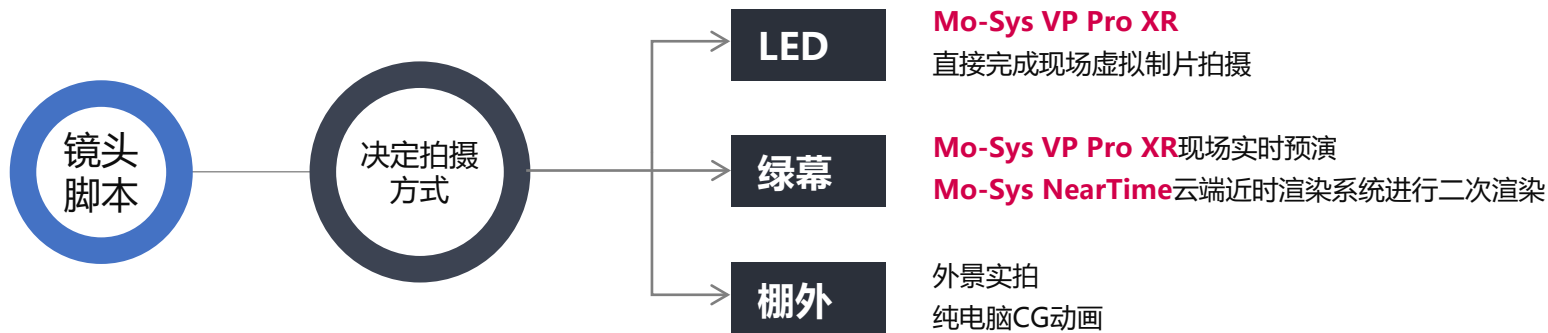 镜头
脚本
决定拍摄
方式
LED
Mo-Sys VP Pro XR
直接完成现场虚拟制片拍摄
绿幕
Mo-Sys VP Pro XR现场实时预演
Mo-Sys NearTime云端近时渲染系统进行二次渲染
棚外
外景实拍
纯电脑CG动画